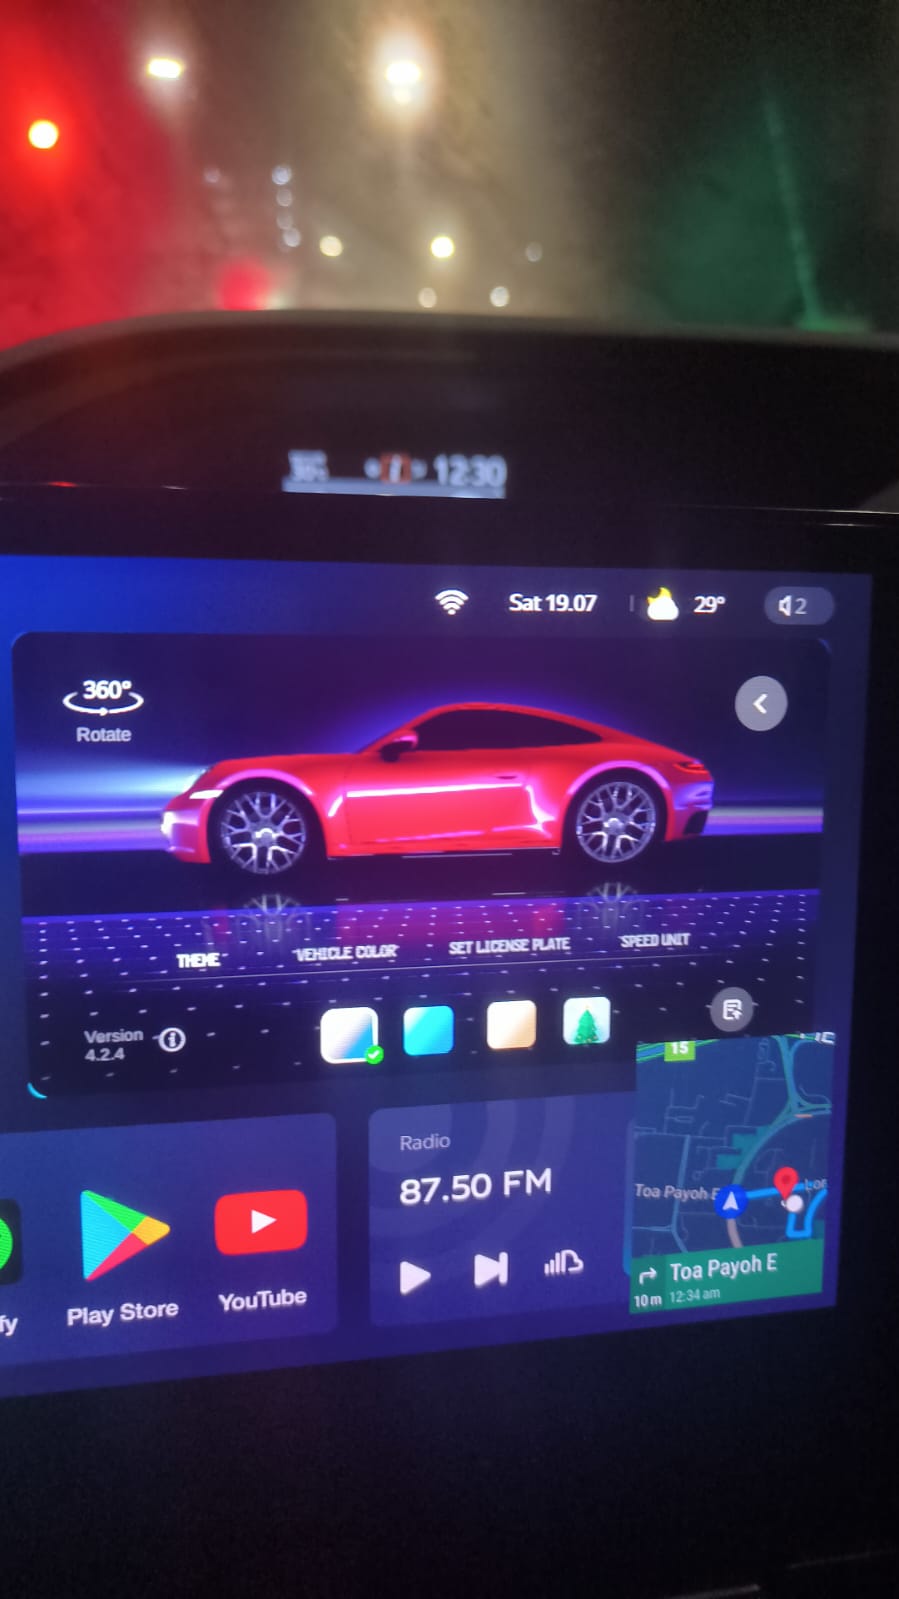 12:30
Sat 19.07
29°
2
360°
Rotate
THEME
VEHICLE COLOR
SET LICENSE PLATE
SPEED UNIT
Version
4.2.4
15
Toa Payoh E
Lor
Radio
87.50 FM
fy
Play Store
YouTube
Toa Payoh E
10 m
12:34 am